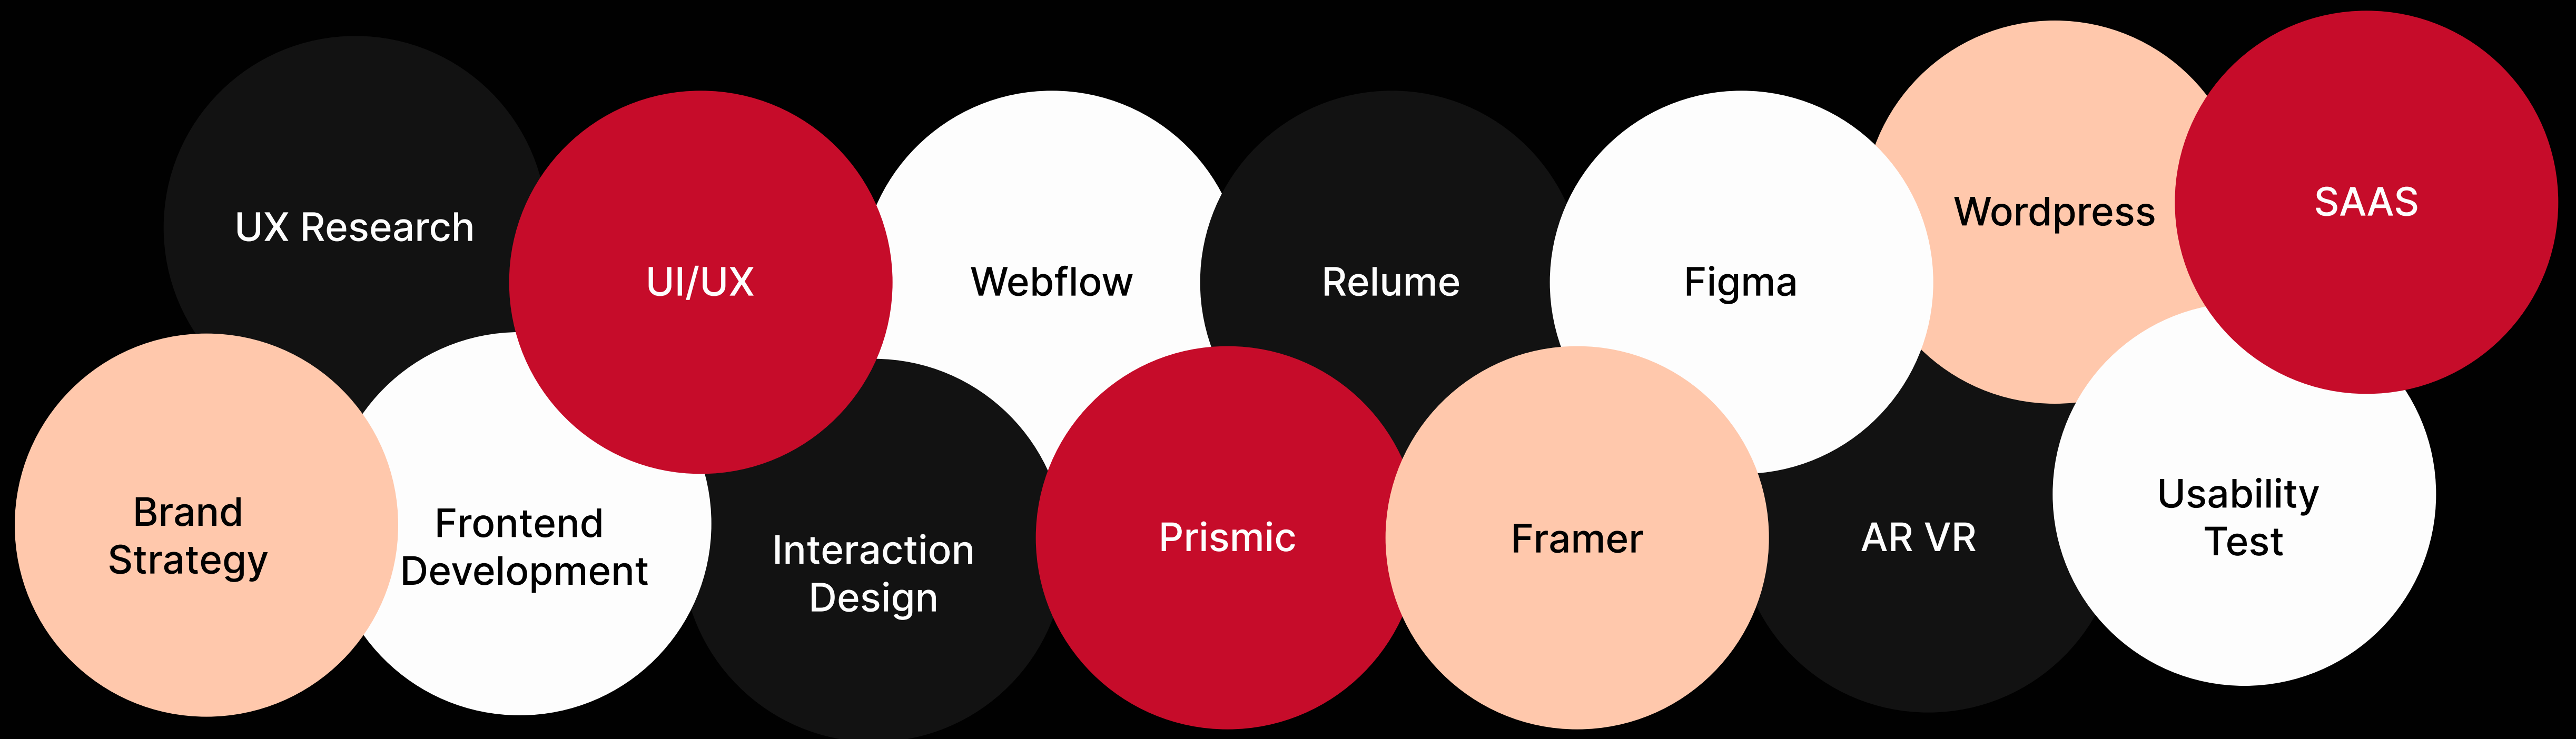 UX Research
UI/UX
Webflow
Relume
Figma
Wordpress
SAAS
Brand
Strategy
Frontend
Development
Interaction
Design
Prismic
Framer
AR VR
Usability
Test